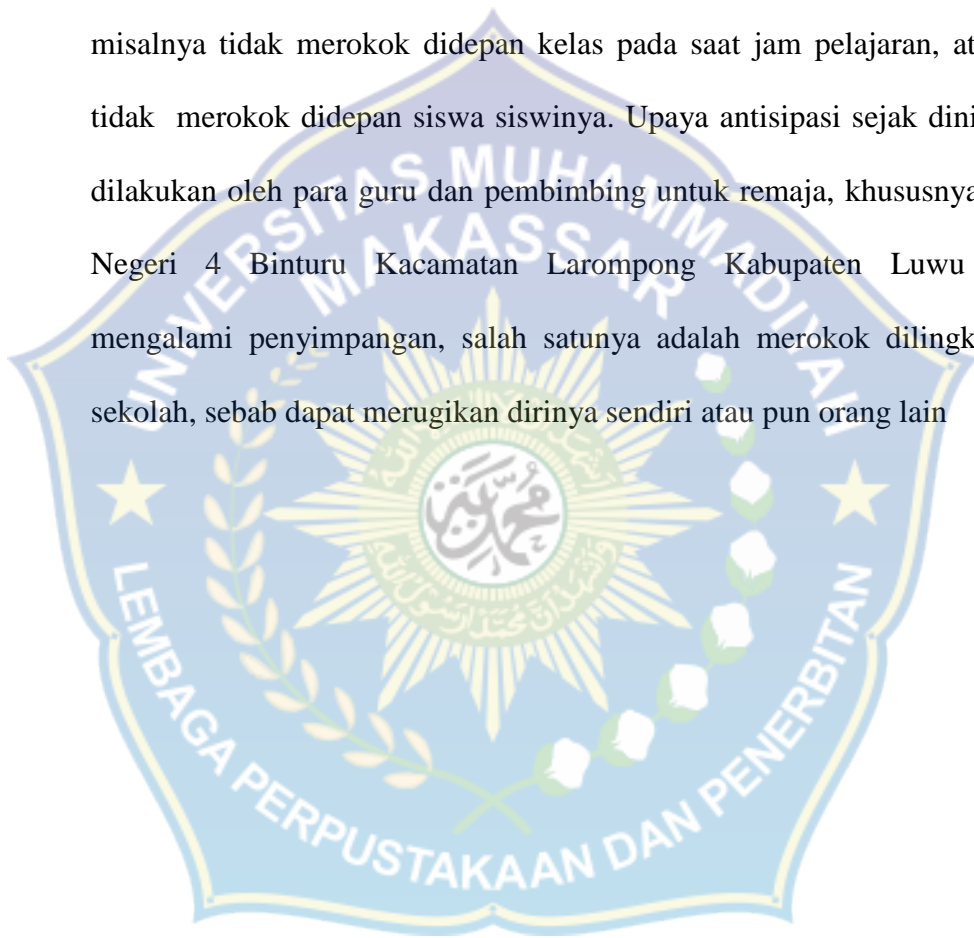 misalnya tidak merokok didepan kelas pada saat jam pelajaran, at
tidak merokok didepan siswa siswinya. Upaya antisipasi sejak dini
dilakukan oleh para guru dan pembimbing untuk remaja, khususnya
Negeri 4 Binturu Kacamatan Larompong Kabupaten Luwu
mengalami penyimpangan, salah satunya adalah merokok dilingk
sekolah, sebab dapat merugikan dirinya sendiri atau pun orang lain
UNIVERSITAS MUHAMMADIYAH
MAKASSAR
محمدية
LEMBAGA PERPUSTAKAAN DAN PENERBITAN